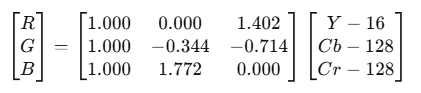 R = 1.000 0.000 1.402 Y − 16
G 1.000 −0.344 −0.714 Cb − 128
B 1.000 1.772 0.000 Cr − 128